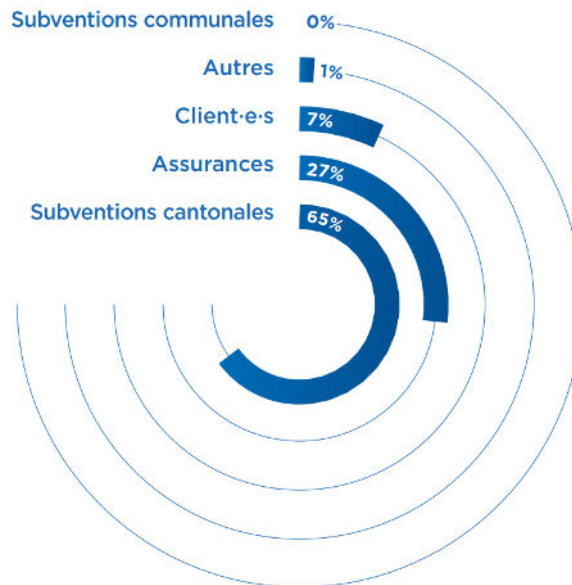 Subventions communales 0%
Autres 1%
Client·e·s 7%
Assurances 27%
Subventions cantonales 65%